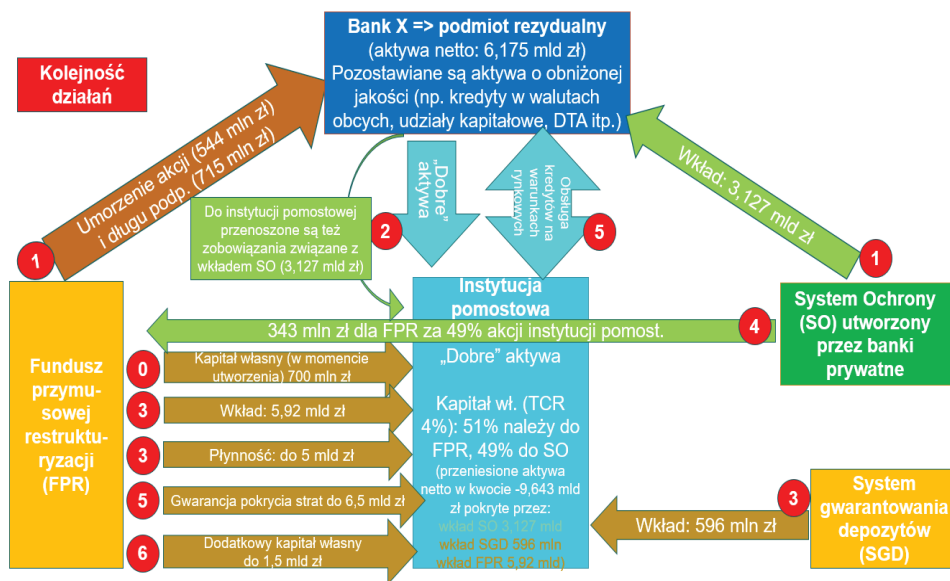 Bank X => podmiot rezydualny
(aktywa netto: 6,175 mld zł)
Pozostawiane są aktywa o obniżonej
jakości (np. kredyty w walutach
obcych, udziały kapitałowe, DTA itp.)
Kolejność
działań
Umorzenie akcji (544 mln zł)
i długu podp. (715 mln zł)
1
Wkład: 3,127 mld zł
1
„Dobre”
aktywa
2
Obsługa
kredytów na
warunkach
rynkowych
5
Do instytucji pomostowej
przenoszone są też
zobowiązania związane z
wkładem SO (3,127 mld zł)
Fundusz
przymu-
sowej
restruktu-
ryzacji
(FPR)
System Ochrony
(SO) utworzony
przez banki
prywatne
Instytucja
pomostowa
343 mln zł dla FPR za 49% akcji instytucji pomost.
4
„Dobre” aktywa
Kapitał wł. (TCR
4%): 51% należy do
FPR, 49% do SO
(przeniesione aktywa
netto w kwocie -9,643 mld
zł pokryte przez:
wkład SO 3,127 mld
wkład SGD 596 mln
wkład FPR 5,92 mld)
0
Kapitał własny (w momencie
utworzenia) 700 mln zł
3
Wkład: 5,92 mld zł
3
Płynność: do 5 mld zł
5
Gwarancja pokrycia strat do 6,5 mld zł
6
Dodatkowy kapitał własny
do 1,5 mld zł
Wkład: 596 mln zł
3
System
gwarantowania
depozytów
(SGD)